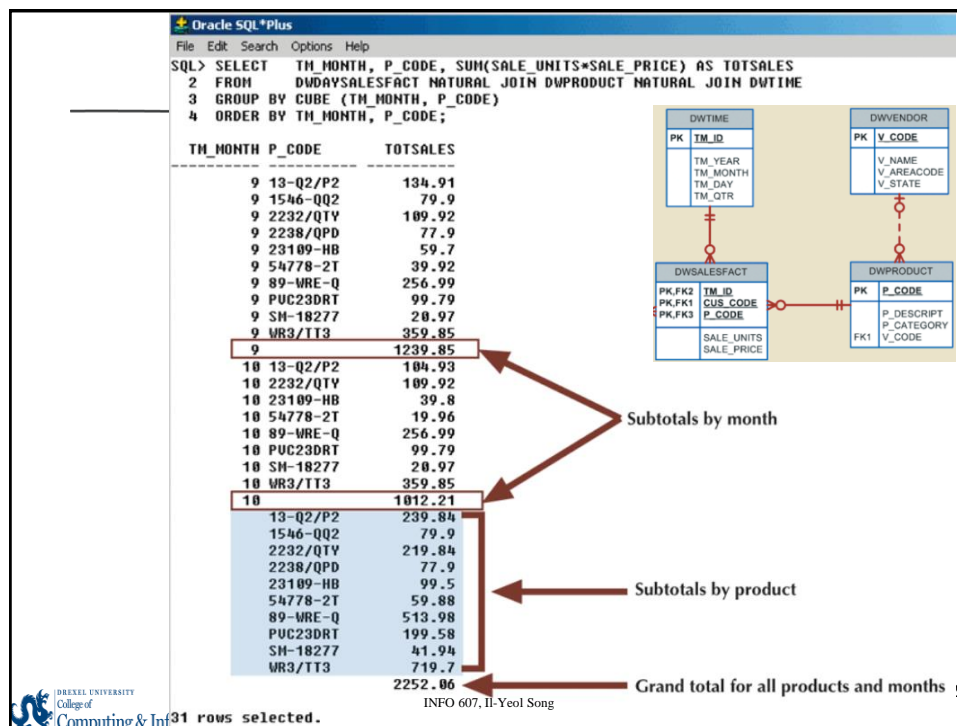 Oracle SQL*Plus
File Edit Search Options Help
SQL> SELECT TM_MONTH, P_CODE, SUM(SALE_UNITS*SALE_PRICE) AS TOTSALES
2 FROM DWDAYSALESFACT NATURAL JOIN DWPRODUCT NATURAL JOIN DWTIME
3 GROUP BY CUBE (TM_MONTH, P_CODE)
4 ORDER BY TM_MONTH, P_CODE;
TM_MONTH P_CODE TOTSALES
---------- ---------- ----------
9 13-Q2/P2 134.91
9 1546-QQ2 79.9
9 2232/QTY 109.92
9 2238/QPD 77.9
9 23109-HB 59.7
9 54778-2T 39.92
9 89-WRE-Q 256.99
9 PVC23DRT 99.79
9 SM-18277 20.97
9 WR3/TT3 359.85
9 1239.85
10 13-Q2/P2 104.93
10 2232/QTY 109.92
10 23109-HB 39.8
10 54778-2T 19.96
10 89-WRE-Q 256.99
10 PVC23DRT 99.79
10 SM-18277 20.97
10 WR3/TT3 359.85
10 1012.21
13-Q2/P2 239.84
1546-QQ2 79.9
2232/QTY 219.84
2238/QPD 77.9
23109-HB 99.5
54778-2T 59.88
89-WRE-Q 513.98
PVC23DRT 199.58
SM-18277 41.94
WR3/TT3 719.7
2252.06
31 rows selected.
DWTIME
PK TM_ID
TM_YEAR
TM_MONTH
TM_DAY
TM_QTR
DWVENDOR
PK V_CODE
V_NAME
V_AREACODE
V_STATE
DWSALESFACT
PK,FK2 TM_ID
PK,FK1 CUS_CODE
PK,FK3 P_CODE
SALE_UNITS
SALE_PRICE
DWPRODUCT
PK P_CODE
P_DESCRIPT
P_CATEGORY
FK1 V_CODE
Subtotals by month
Subtotals by product
Grand total for all products and months
INFO 607, Il-Yeol Song
DREXEL UNIVERSITY
College of
Computing & Inf